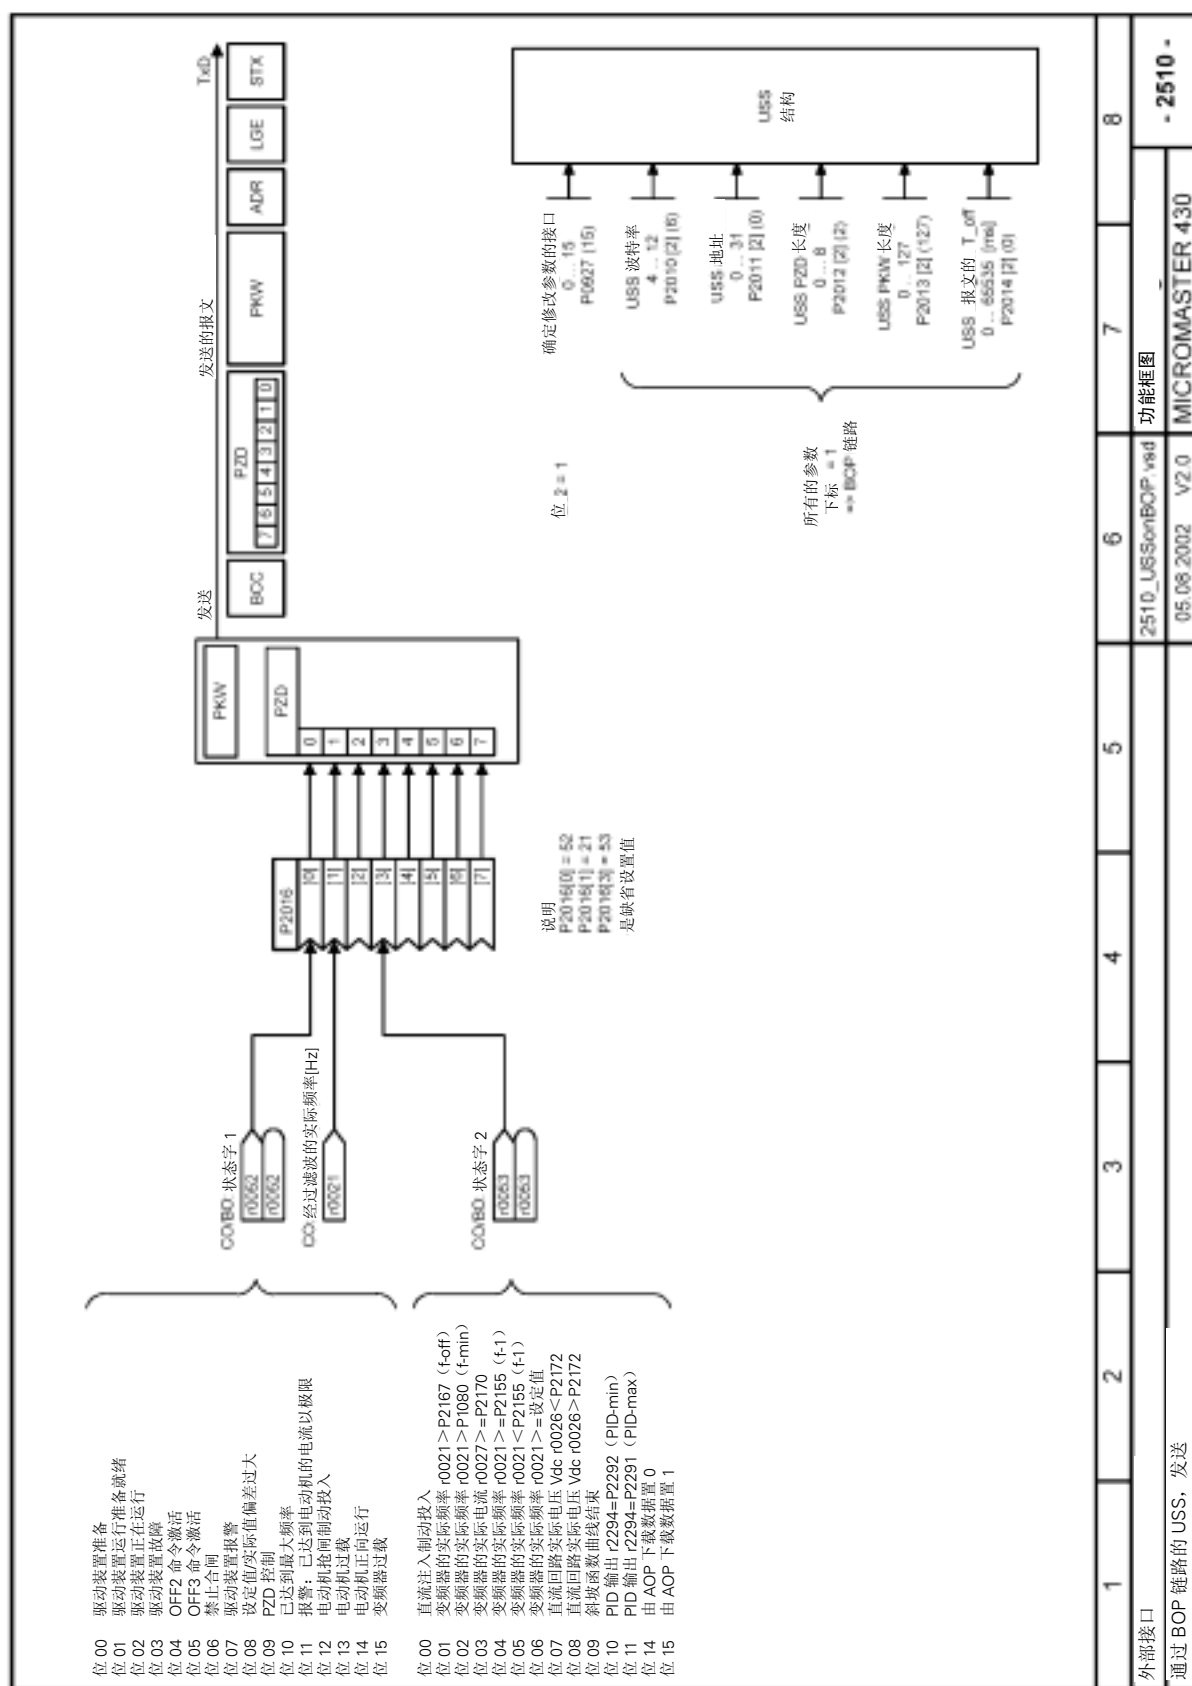 位 00 驱动装置准备
位 01 驱动装置运行准备就绪
位 02 驱动装置正在运行
位 03 驱动装置故障
位 04 OFF2 命令激活
位 05 OFF3 命令激活
位 06 禁止合闸
位 07 驱动装置报警
位 08 设定值/实际值偏差过大
位 09 PZD 控制
位 10 已达到最大频率
位 11 报警：已达到电动机的电流以极限
位 12 电动机抱闸制动投入
位 13 电动机过载
位 14 电动机正向运行
位 15 变频器过载
位 00 直流注入制动投入
位 01 变频器的实际频率 r0021＞P2167（f-off）
位 02 变频器的实际频率 r0021＞P1080（f-min）
位 03 变频器的实际电流 r0027＞=P2170
位 04 变频器的实际频率 r0021＞=P2155（f-1）
位 05 变频器的实际频率 r0021＜P2155（f-1）
位 06 变频器的实际频率 r0021＞=设定值
位 07 直流回路实际电压 Vdc r0026＜P2172
位 08 直流回路实际电压 Vdc r0026＞P2172
位 09 斜坡函数曲线结束
位 10 PID 输出 r2294=P2292（PID-min）
位 11 PID 输出 r2294=P2291（PID-max）
位 14 由 AOP 下载数据置 0
位 15 由 AOP 下载数据置 1
CO/BO: 状态字 1
r0052
r0052
CO:经过滤波的实际频率[Hz]
r0021
CO/BO: 状态字 2
r0053
r0053
P2016
[0]
[1]
[2]
[3]
[4]
[5]
[6]
[7]
说明
P2016[0] = 52
P2016[1] = 21
P2016[3] = 53
是缺省设置值
PKW
PZD
0
1
2
3
4
5
6
7
发送
发送的报文
TxD
BCC
PZD
7 6 5 4 3 2 1 0
PKW
ADR
LGE
STX
位 2 = 1
确定修改参数的接口
0 ... 15
P0927 (15)
所有的参数
下标 = 1
=> BOP 链路
USS 波特率
4 ... 12
P2010 [2] (6)
USS 地址
0 ... 31
P2011 [2] (0)
USS PZD 长度
0 ... 8
P2012 [2] (2)
USS PKW 长度
0 ... 127
P2013 [2] (127)
USS 报文的 T_off
0 ... 65535 [ms]
P2014 [2] (0)
USS
结构
1 2 3 4 5 6 7 8
外部接口
2510_USSonBOP.vsd
功能框图
- 2510 -
通过 BOP 链路的 USS，发送
05.08.2002 V2.0
MICROMASTER 430